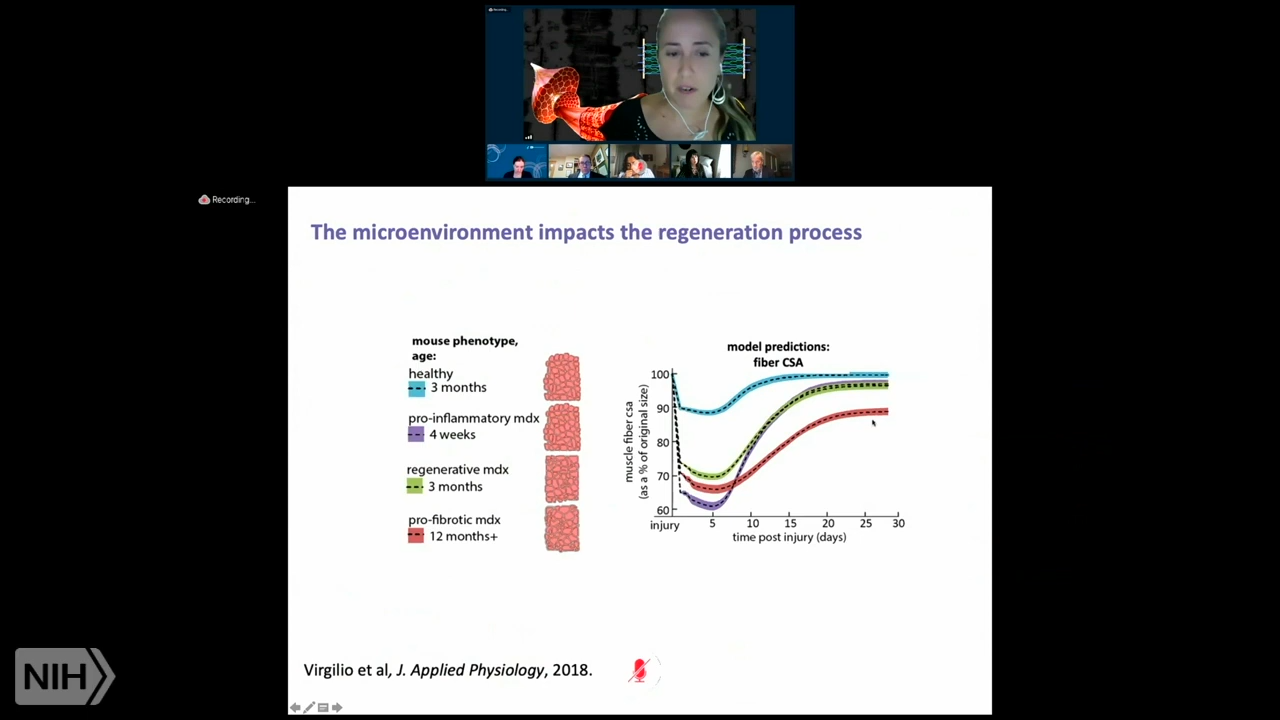 Recording...
The microenvironment impacts the regeneration process
mouse phenotype,
age:
healthy
3 months
pro-inflammatory mdx
4 weeks
regenerative mdx
3 months
pro-fibrotic mdx
12 months+
model predictions:
fiber CSA
muscle fiber csa
(as a % of original size)
100
90
80
70
60
injury
5
10
15
20
25
30
time post injury (days)
Virgilio et al, J. Applied Physiology, 2018.
NIH